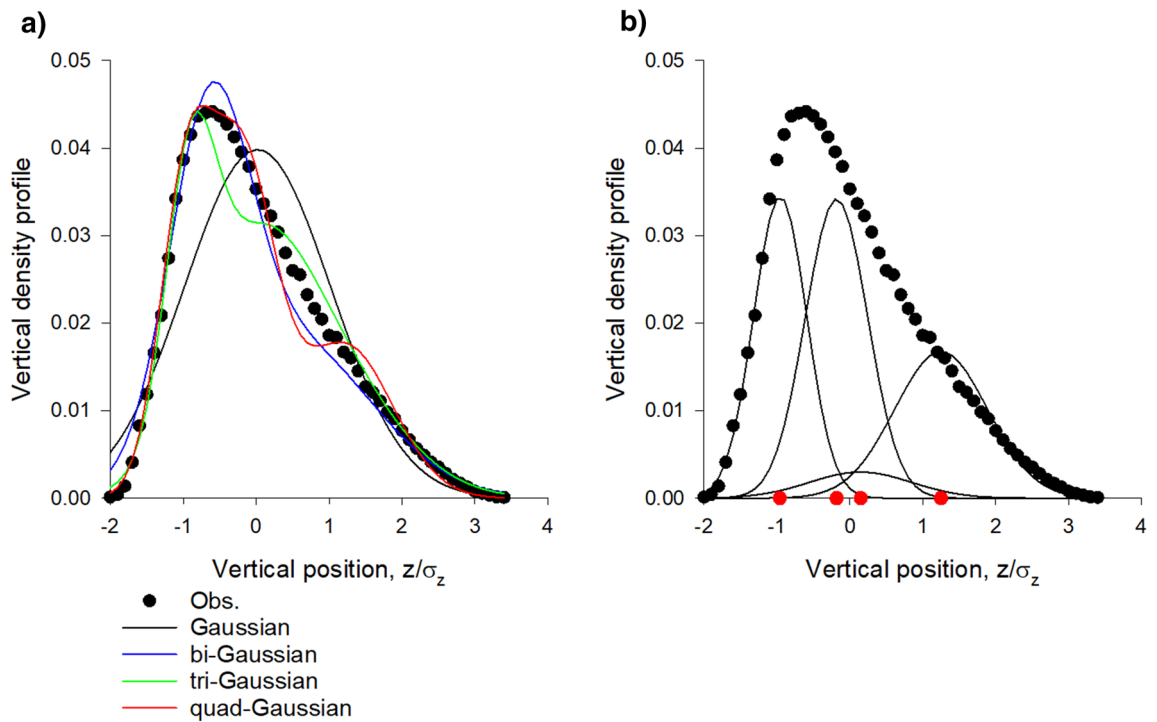 a)
0.05
0.04
0.03
0.02
0.01
0.00
Vertical density profile
-2 -1 0 1 2 3 4
Vertical position, z/σz
Obs.
Gaussian
bi-Gaussian
tri-Gaussian
quad-Gaussian
b)
0.05
0.04
0.03
0.02
0.01
0.00
Vertical density profile
-2 -1 0 1 2 3 4
Vertical position, z/σz